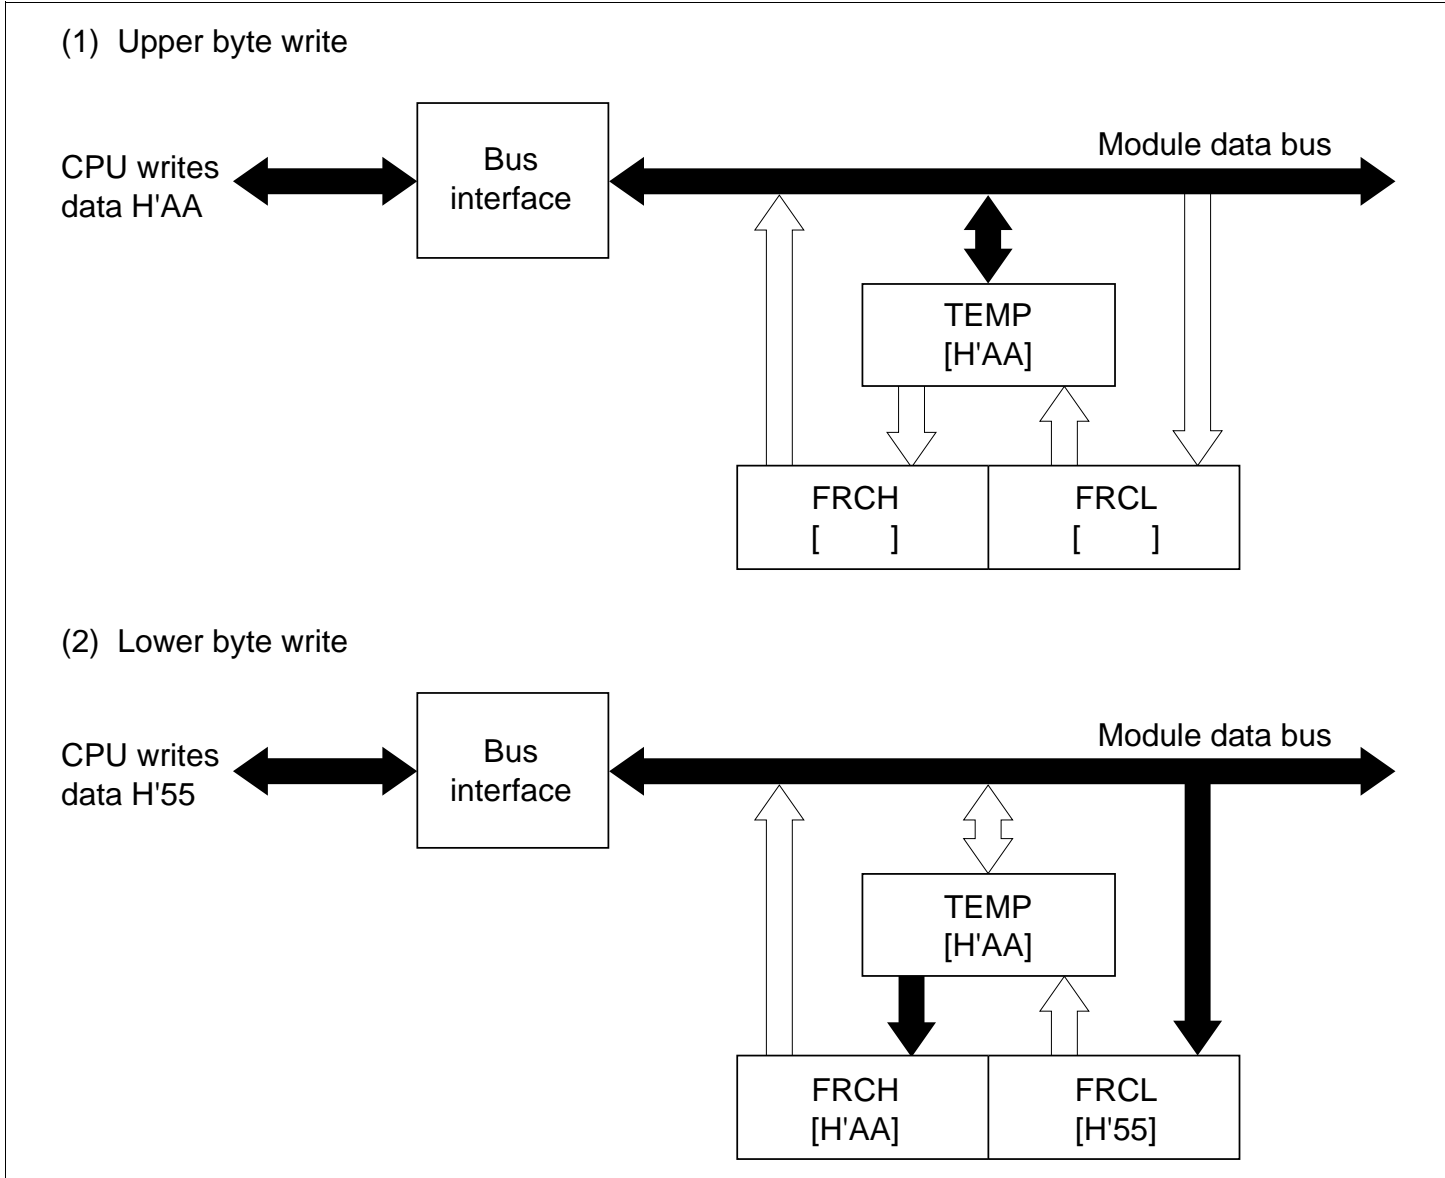 (1) Upper byte write
CPU writes
data H'AA
Bus
interface
Module data bus
TEMP
[H'AA]
FRCH
[ ]
FRCL
[ ]
(2) Lower byte write
CPU writes
data H'55
Bus
interface
Module data bus
TEMP
[H'AA]
FRCH
[H'AA]
FRCL
[H'55]